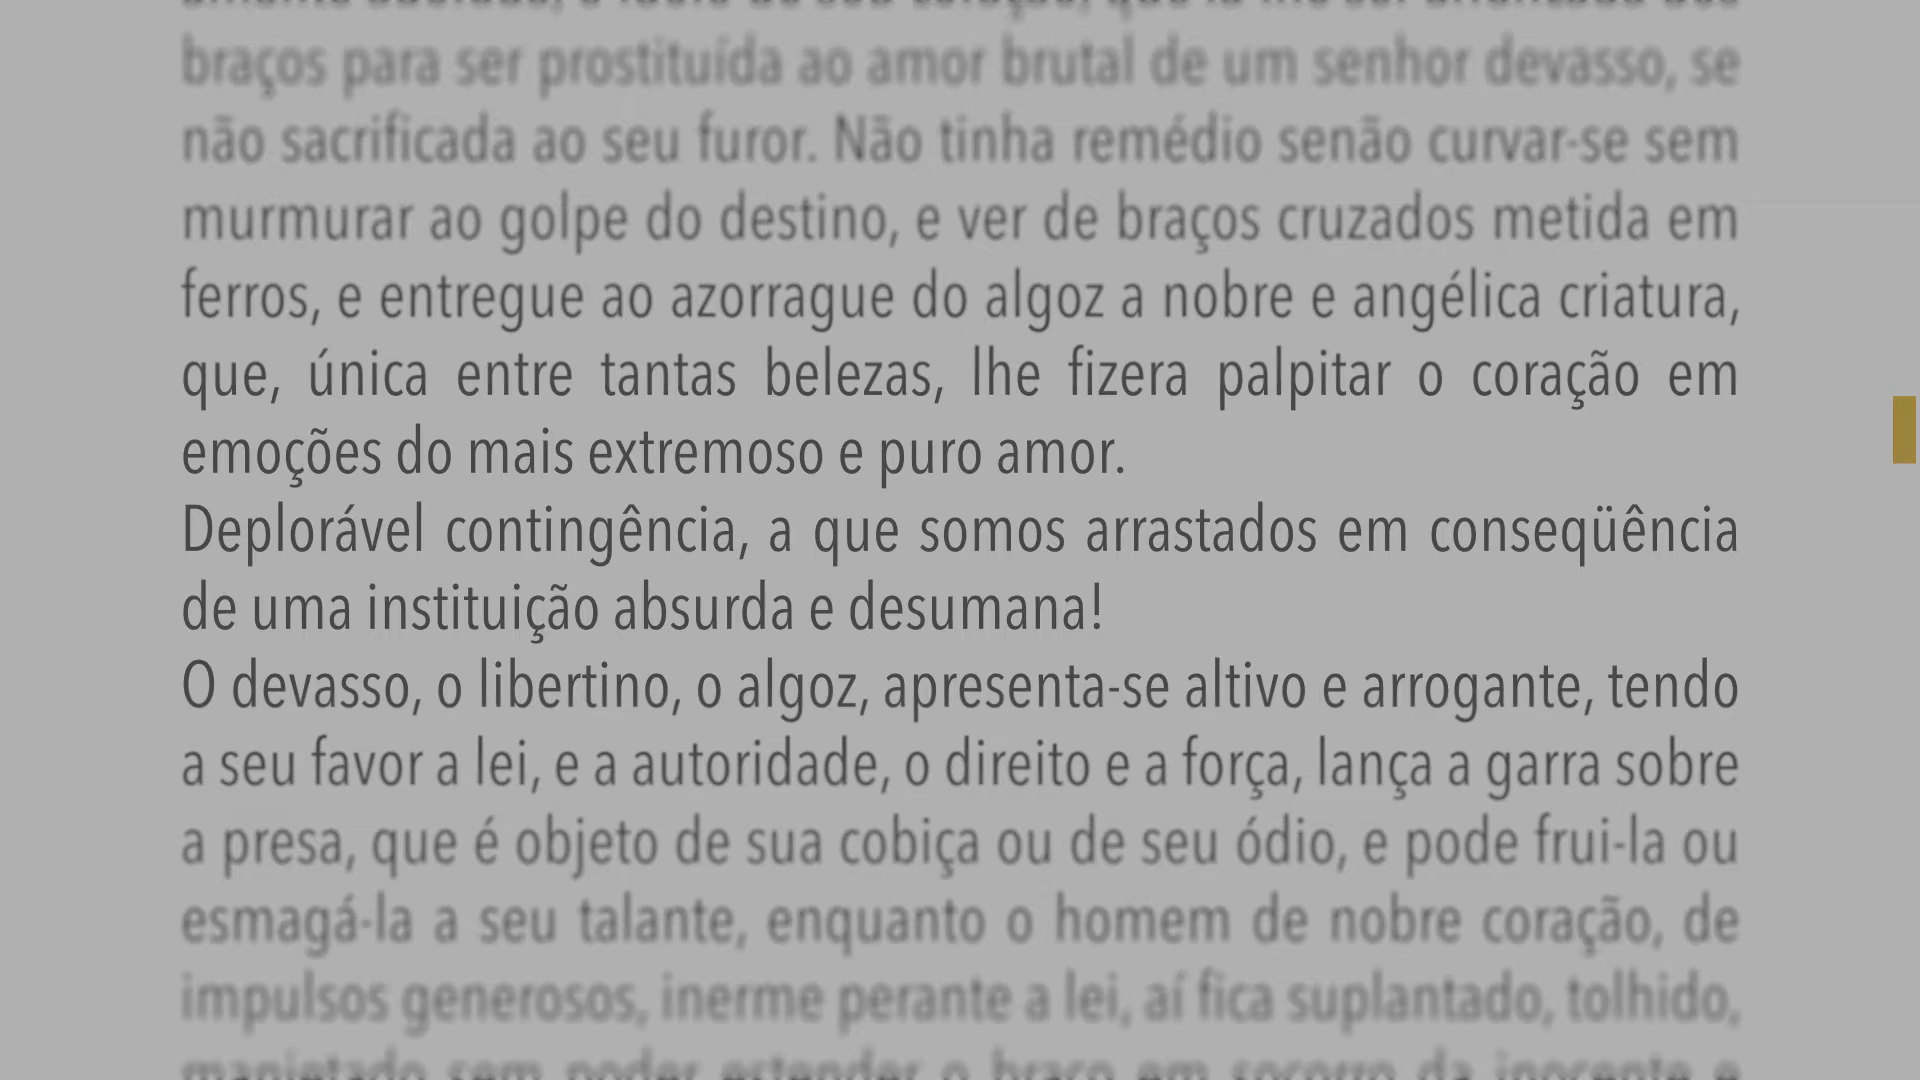 braços para ser prostituída ao amor brutal de um senhor devasso, se
não sacrificada ao seu furor. Não tinha remédio senão curvar-se sem
murmurar ao golpe do destino, e ver de braços cruzados metida em
ferros, e entregue ao azorrague do algoz a nobre e angélica criatura,
que, única entre tantas belezas, lhe fizera palpitar o coração em
emoções do mais extremoso e puro amor.
Deplorável contingência, a que somos arrastados em conseqüência
de uma instituição absurda e desumana!
O devasso, o libertino, o algoz, apresenta-se altivo e arrogante, tendo
a seu favor a lei, e a autoridade, o direito e a força, lança a garra sobre
a presa, que é objeto de sua cobiça ou de seu ódio, e pode frui-la ou
esmagá-la a seu talante, enquanto o homem de nobre coração, de
impulsos generosos, inerme perante a lei, aí fica suplantado, tolhido,